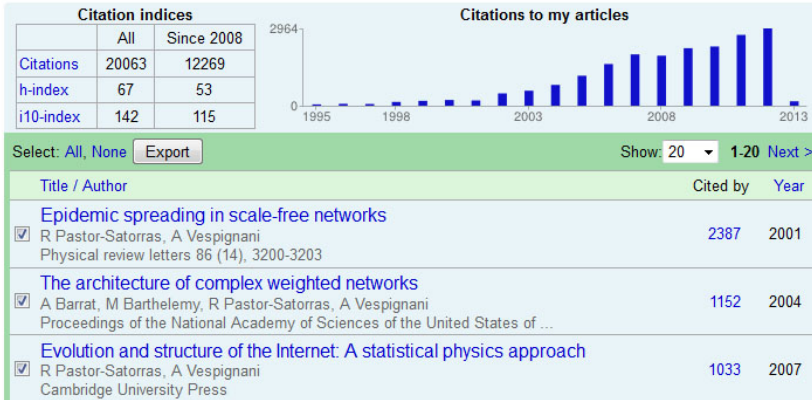 Citation indices
All Since 2008
Citations 20063 12269
h-index 67 53
i10-index 142 115
Citations to my articles
2964
0
1995 1998 2003 2008 2013
Select: All, None Export Show: 20 1-20 Next >
Title / Author Cited by Year
Epidemic spreading in scale-free networks
R Pastor-Satorras, A Vespignani 2387 2001
Physical review letters 86 (14), 3200-3203
The architecture of complex weighted networks
A Barrat, M Barthelemy, R Pastor-Satorras, A Vespignani 1152 2004
Proceedings of the National Academy of Sciences of the United States of ...
Evolution and structure of the Internet: A statistical physics approach
R Pastor-Satorras, A Vespignani 1033 2007
Cambridge University Press